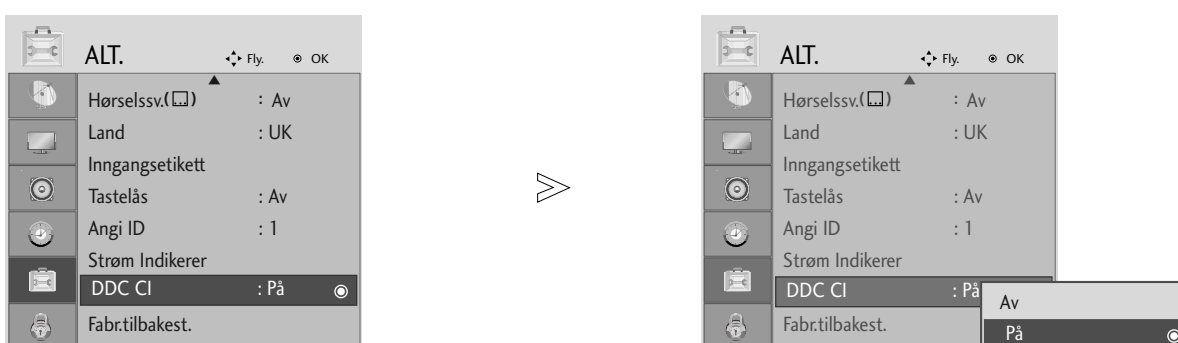 ALT. Fly. OK
Hørselssv.( ) : Av
Land : UK
Inngangsetikett
Tastelås : Av
Angi ID : 1
Strøm Indikerer
DDC CI : På
Fabr.tilbakest.
ALT. Fly. OK
Hørselssv.( ) : Av
Land : UK
Inngangsetikett
Tastelås : Av
Angi ID : 1
Strøm Indikerer
DDC CI : På
Fabr.tilbakest.
Av
På